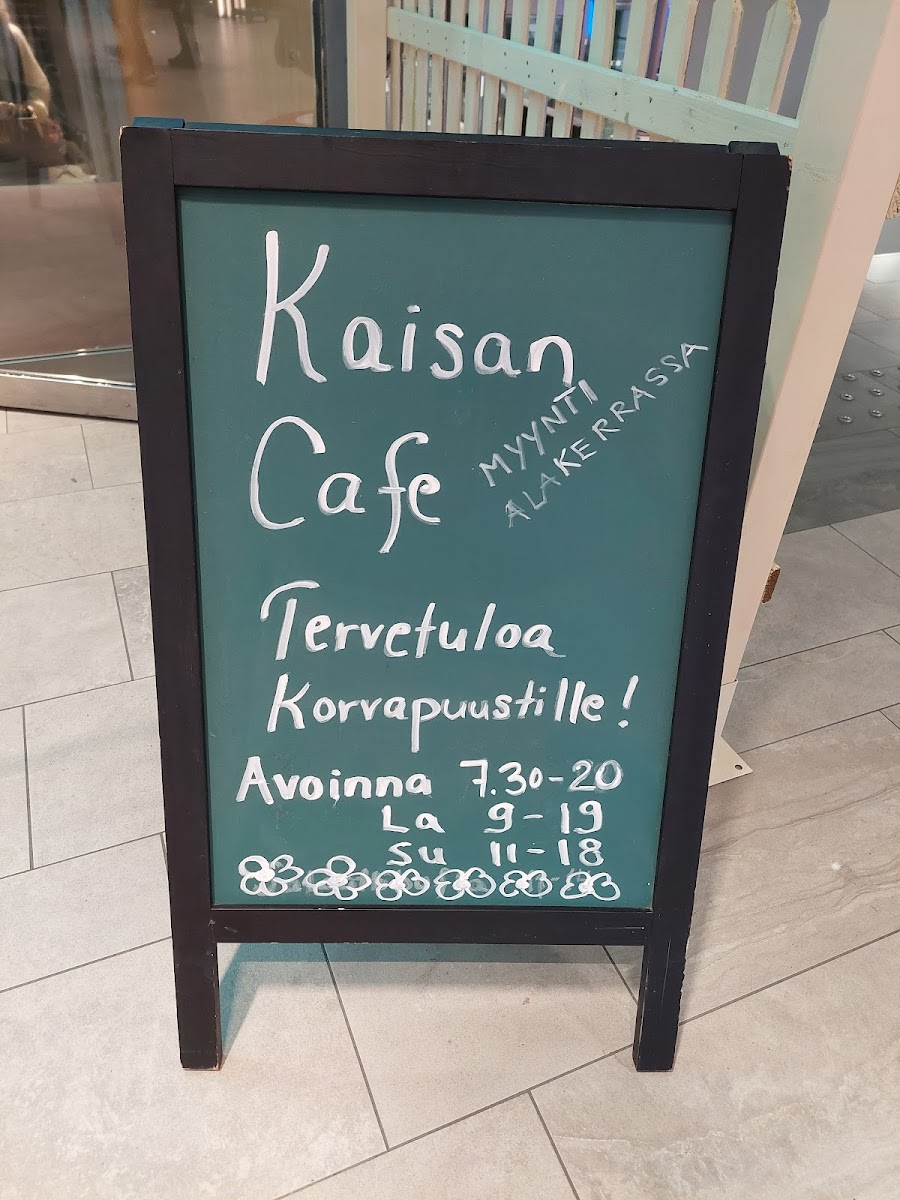 Kaisan
Cafe
MYYNTI
ALAKERRASSA
Tervetuloa
Korvapuustille!
Avoinna 7.30-20
La 9-19
Su 11-18